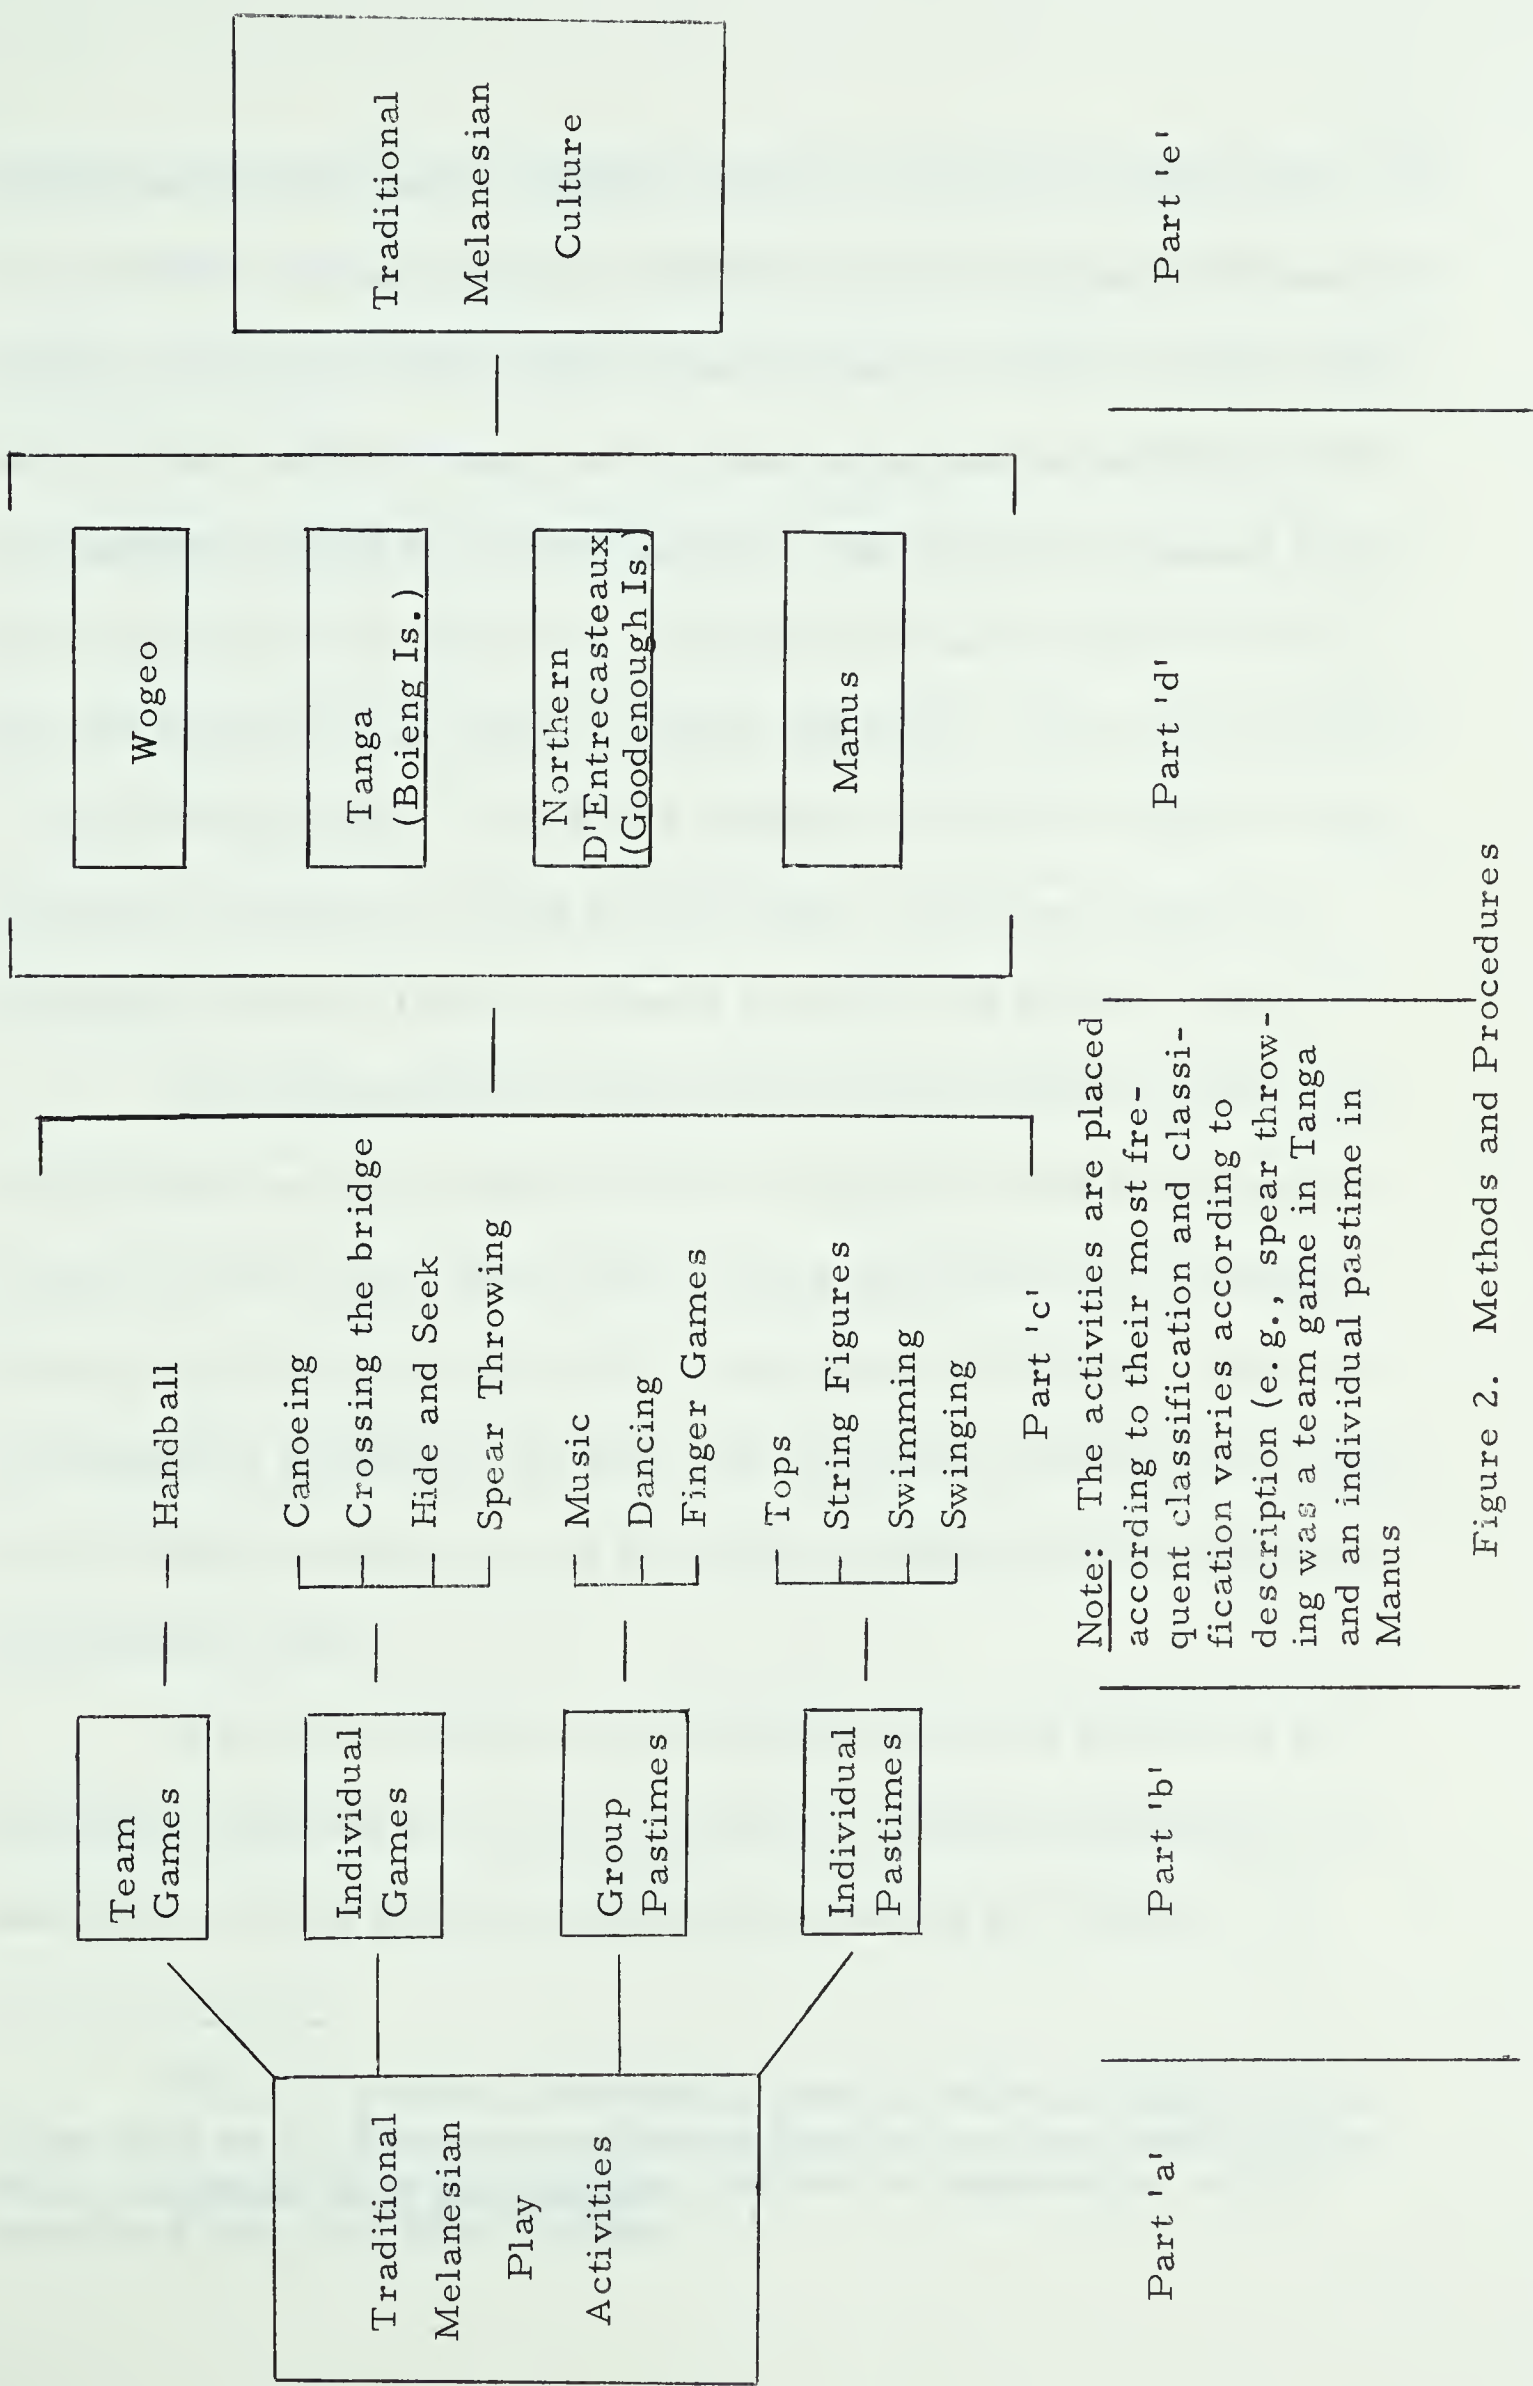 Traditional
Melanesian
Play
Activities
Team
Games
Individual
Games
Group
Pastimes
Individual
Pastimes
Handball
Canoeing
Crossing the bridge
Hide and Seek
Spear Throwing
Music
Dancing
Finger Games
Tops
String Figures
Swimming
Swinging
Wogeo
Tanga
(Boieng Is.)
Northern
D'Entrecasteaux
(Goodenough Is.)
Manus
Traditional
Melanesian
Culture
Part 'a'
Part 'b'
Part 'c'
Note: The activities are placed
according to their most fre-
quent classification and classi-
fication varies according to
description (e.g., spear throw-
ing was a team game in Tanga
and an individual pastime in
Manus
Part 'd'
Part 'e'
Figure 2. Methods and Procedures